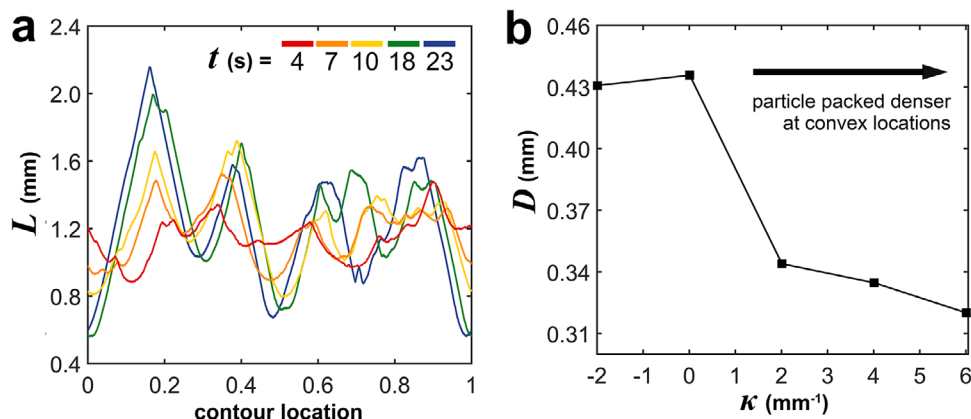 a
t (s) = 4 7 10 18 23
2.4
2.0
1.6
1.2
0.8
0.4
L (mm)
0 0.2 0.4 0.6 0.8 1
contour location
b
particle packed denser
at convex locations
0.46
0.43
0.40
0.37
0.34
0.31
D (mm)
-2 -1 0 1 2 3 4 5 6
κ (mm⁻¹)